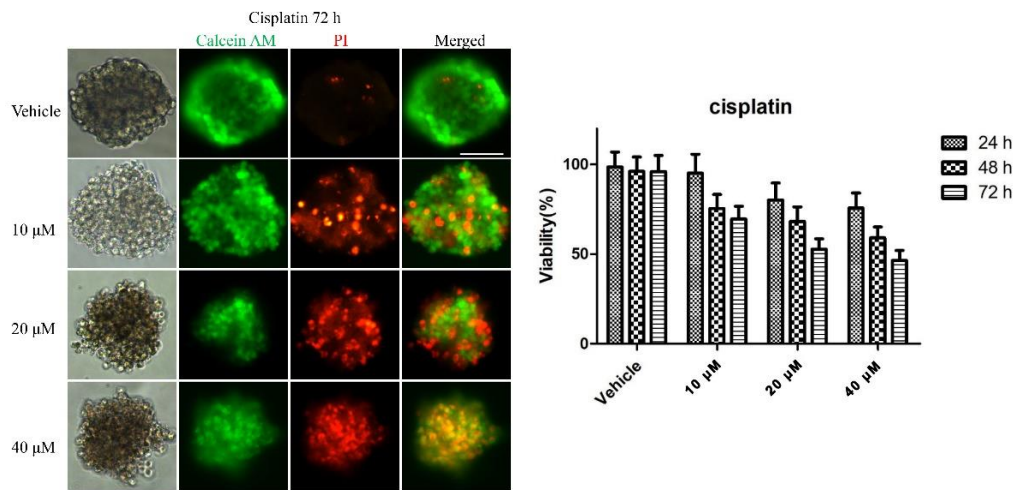 Cisplatin 72 h
Calcein AM PI Merged
Vehicle
10 μM
20 μM
40 μM
cisplatin
24 h
48 h
72 h
Viability(%)
100
50
0
Vehicle
10 μM
20 μM
40 μM